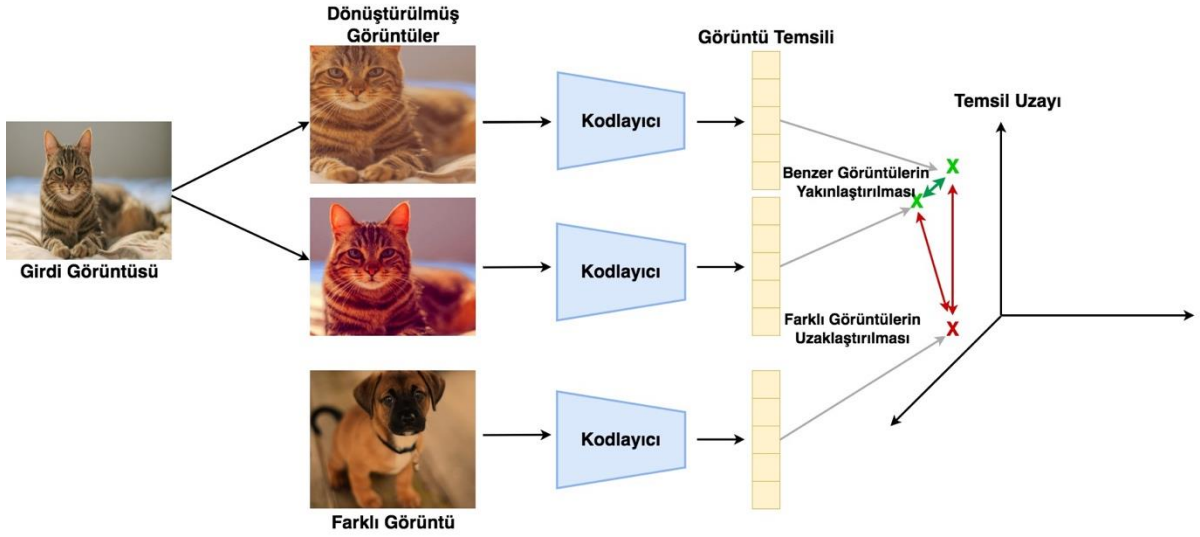 Dönüştürülmüş
Görüntüler
Görüntü Temsili
Temsil Uzayı
Kodlayıcı
Benzer Görüntülerin
Yakınlaştırılması
X
X
Girdi Görüntüsü
Kodlayıcı
Farklı Görüntülerin
Uzaklaştırılması
X
Kodlayıcı
Farklı Görüntü